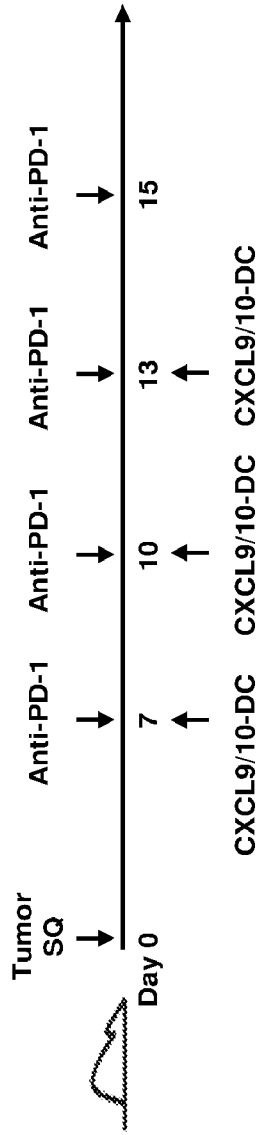 Tumor
SQ
Anti-PD-1
Anti-PD-1
Anti-PD-1
Anti-PD-1
Day 0
7
10
13
15
CXCL9/10-DC
CXCL9/10-DC
CXCL9/10-DC